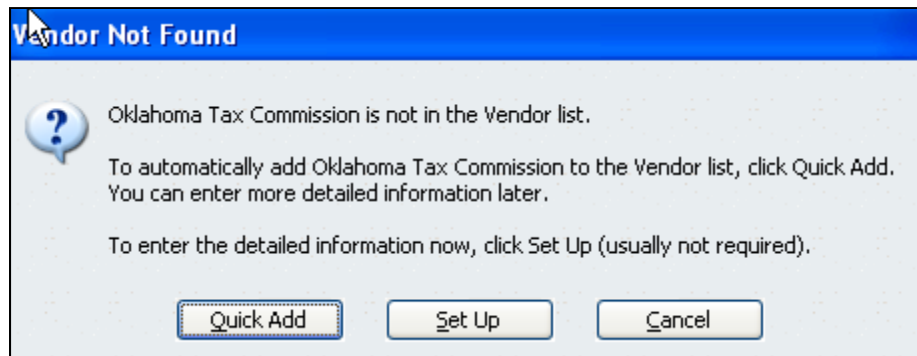 Vendor Not Found
Oklahoma Tax Commission is not in the Vendor list.
To automatically add Oklahoma Tax Commission to the Vendor list, click Quick Add.
You can enter more detailed information later.
To enter the detailed information now, click Set Up (usually not required).
Quick Add Set Up Cancel